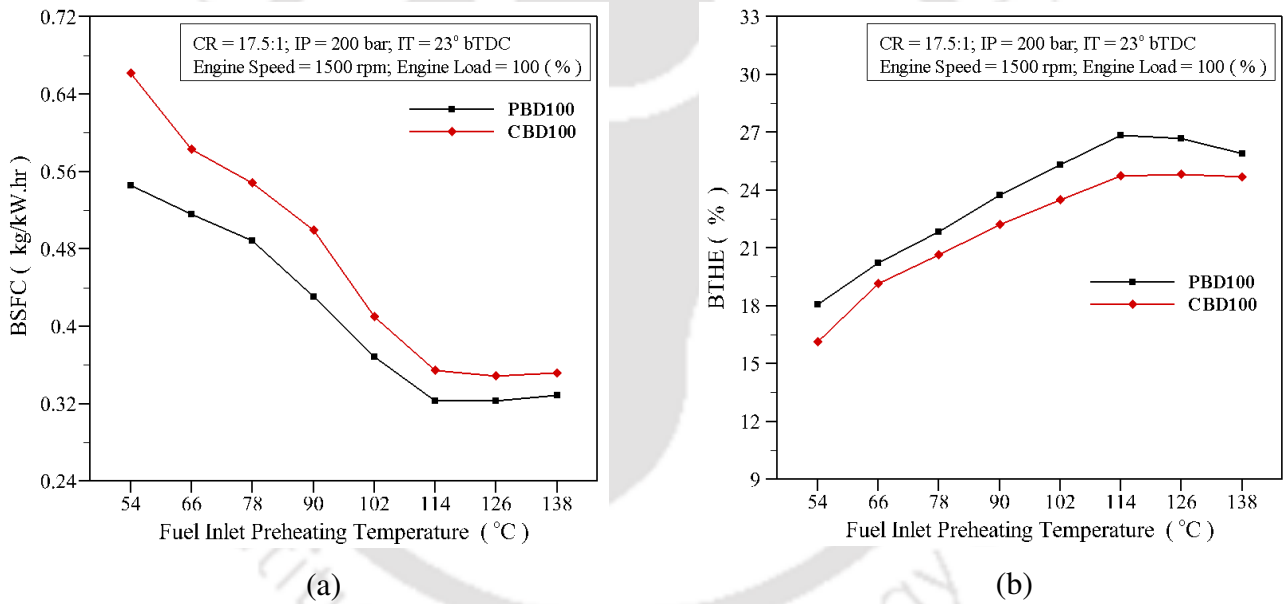 CR = 17.5:1; IP = 200 bar; IT = 23° bTDC
Engine Speed = 1500 rpm; Engine Load = 100 ( % )
PBD100
CBD100
BSFC ( kg/kW.hr)
0.72
0.64
0.56
0.48
0.4
0.32
0.24
54 66 78 90 102 114 126 138
Fuel Inlet Preheating Temperature ( °C )
(a)
CR = 17.5:1; IP = 200 bar; IT = 23° bTDC
Engine Speed = 1500 rpm; Engine Load = 100 ( % )
PBD100
CBD100
BTHE ( % )
33
30
27
24
21
18
15
12
9
54 66 78 90 102 114 126 138
Fuel Inlet Preheating Temperature ( °C )
(b)